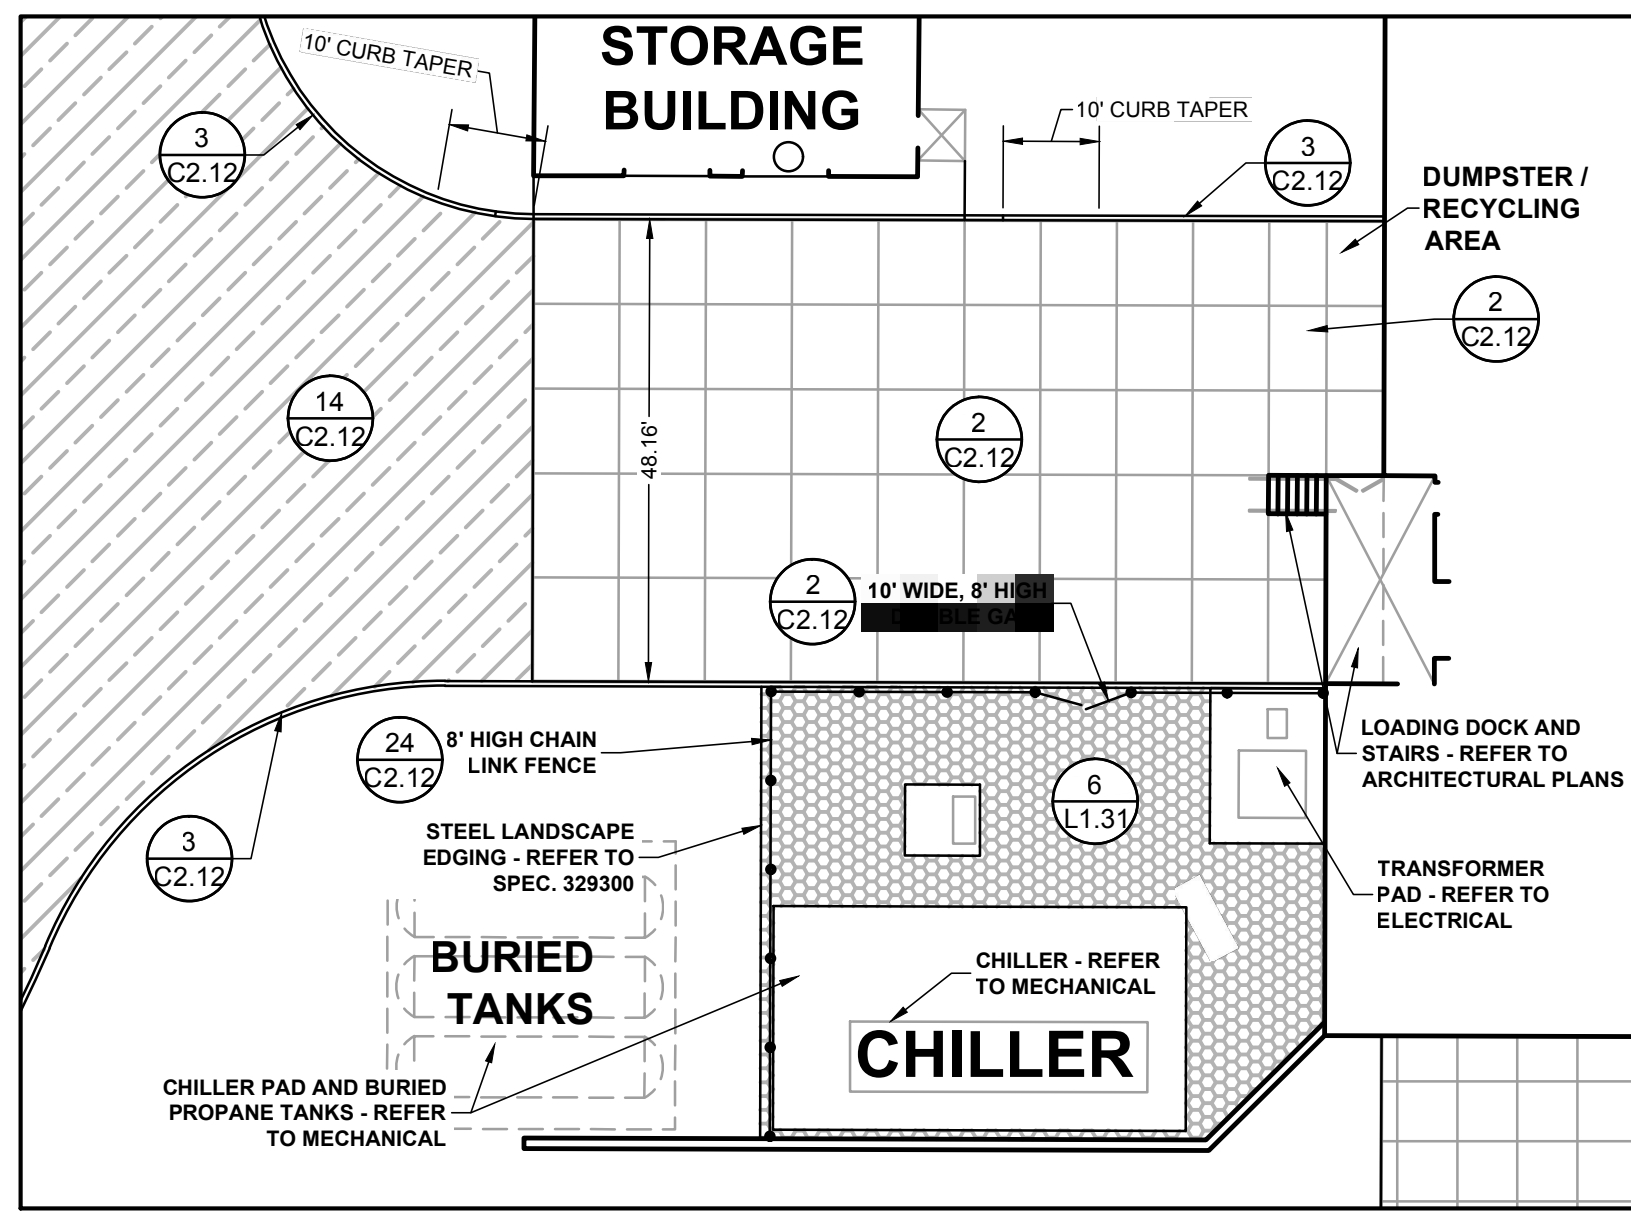 STORAGE
BUILDING
10' CURB TAPER
10' CURB TAPER
3
C2.12
3
C2.12
DUMPSTER /
RECYCLING
AREA
2
C2.12
14
C2.12
2
C2.12
48.16'
2
C2.12
10' WIDE, 8' HIGH
24
C2.12
8' HIGH CHAIN
LINK FENCE
6
L1.31
LOADING DOCK AND
STAIRS - REFER TO
ARCHITECTURAL PLANS
3
C2.12
STEEL LANDSCAPE
EDGING - REFER TO
SPEC. 329300
TRANSFORMER
PAD - REFER TO
ELECTRICAL
BURIED
TANKS
CHILLER - REFER
TO MECHANICAL
CHILLER
CHILLER PAD AND BURIED
PROPANE TANKS - REFER
TO MECHANICAL